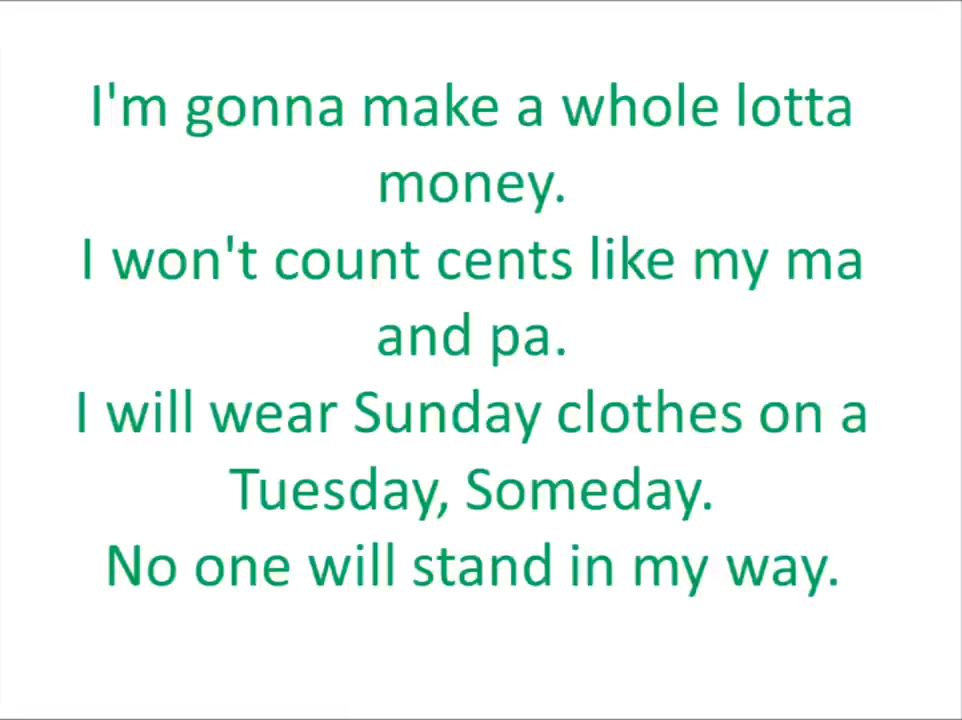 I'm gonna make a whole lotta
money.
I won't count cents like my ma
and pa.
I will wear Sunday clothes on a
Tuesday, Someday.
No one will stand in my way.